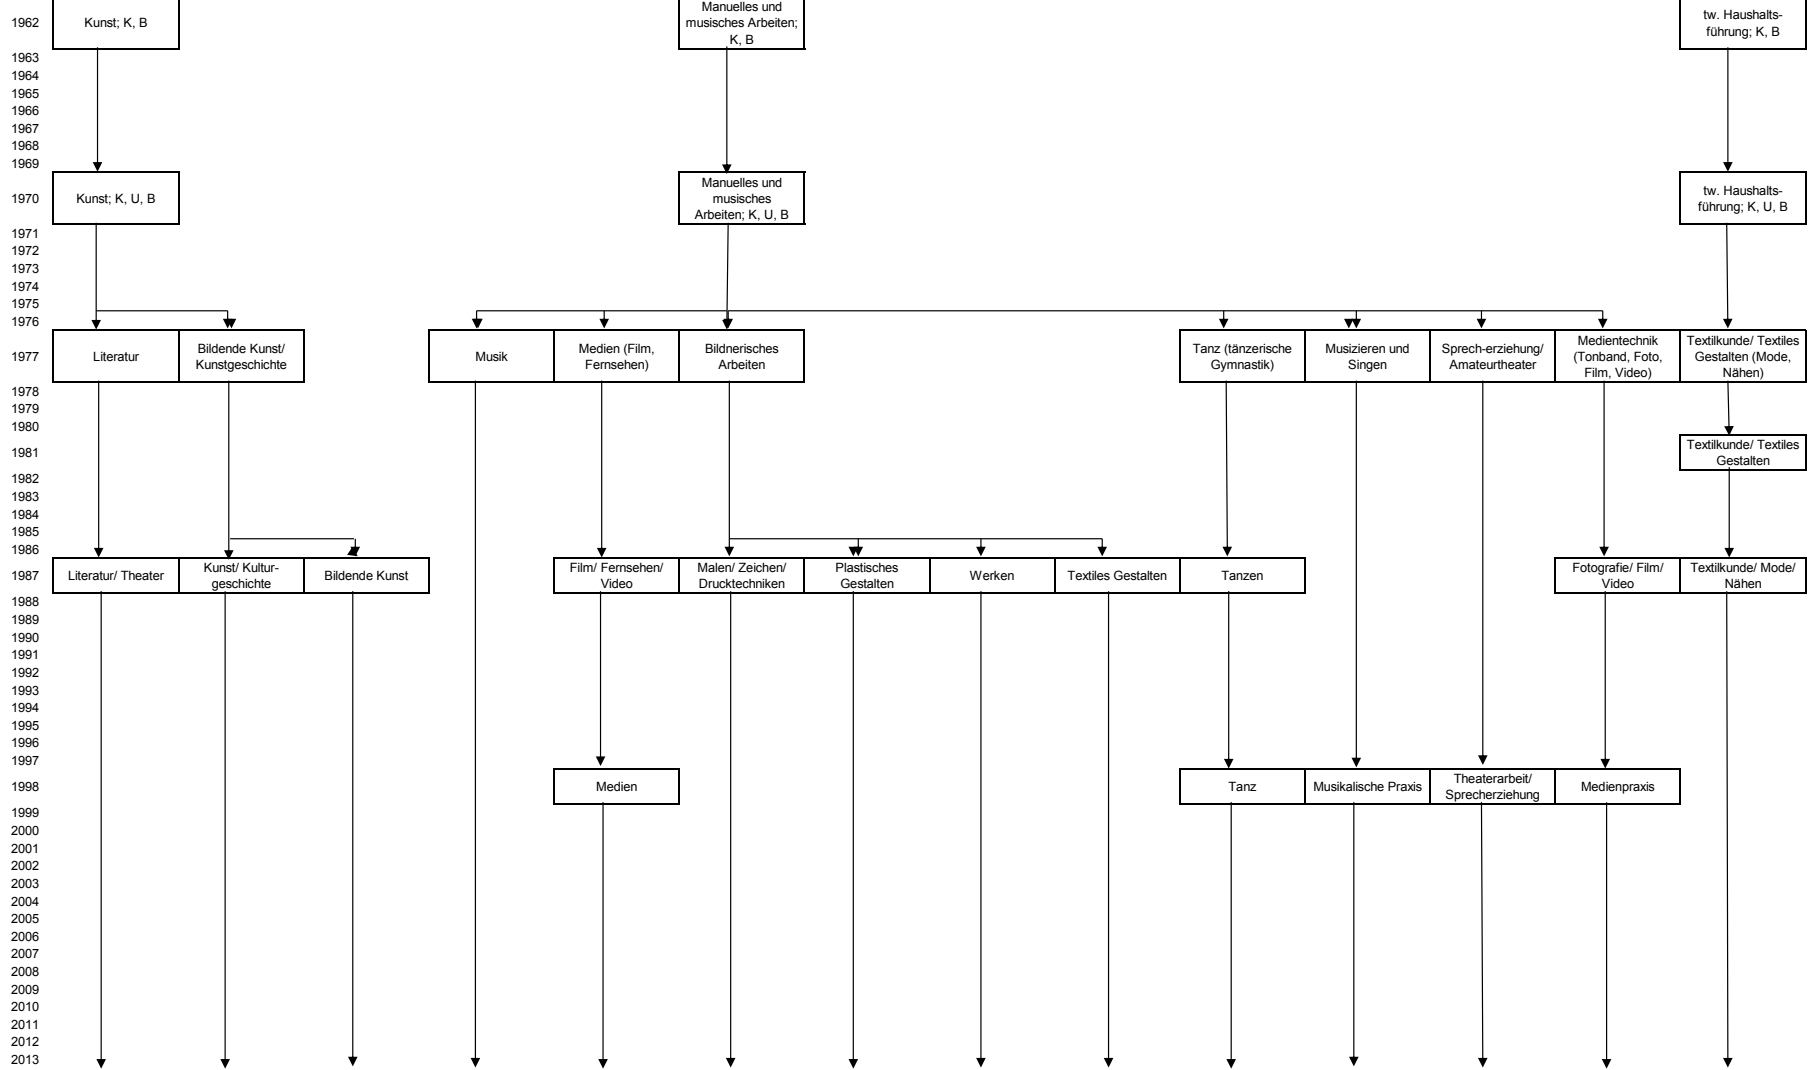 1962
Kunst; K, B
Manuelles und
musisches Arbeiten;
K, B
tw. Haushalts-
führung; K, B
1963
1964
1965
1966
1967
1968
1969
1970
Kunst; K, U, B
Manuelles und
musisches
Arbeiten; K, U, B
tw. Haushalts-
führung; K, U, B
1971
1972
1973
1974
1975
1976
1977
Literatur
Bildende Kunst/
Kunstgeschichte
Musik
Medien (Film,
Fernsehen)
Bildnerisches
Arbeiten
Tanz (tänzerische
Gymnastik)
Musizieren und
Singen
Sprech-erziehung/
Amateurtheater
Medientechnik
(Tonband, Foto,
Film, Video)
Textilkunde/ Textiles
Gestalten (Mode,
Nähen)
1978
1979
1980
1981
Textilkunde/ Textiles
Gestalten
1982
1983
1984
1985
1986
1987
Literatur/ Theater
Kunst/ Kultur-
geschichte
Bildende Kunst
Film/ Fernsehen/
Video
Malen/ Zeichen/
Drucktechniken
Plastisches
Gestalten
Werken
Textiles Gestalten
Tanzen
Fotografie/ Film/
Video
Textilkunde/ Mode/
Nähen
1988
1989
1990
1991
1992
1993
1994
1995
1996
1997
1998
Medien
Tanz
Musikalische Praxis
Theaterarbeit/
Sprecherziehung
Medienpraxis
1999
2000
2001
2002
2003
2004
2005
2006
2007
2008
2009
2010
2011
2012
2013